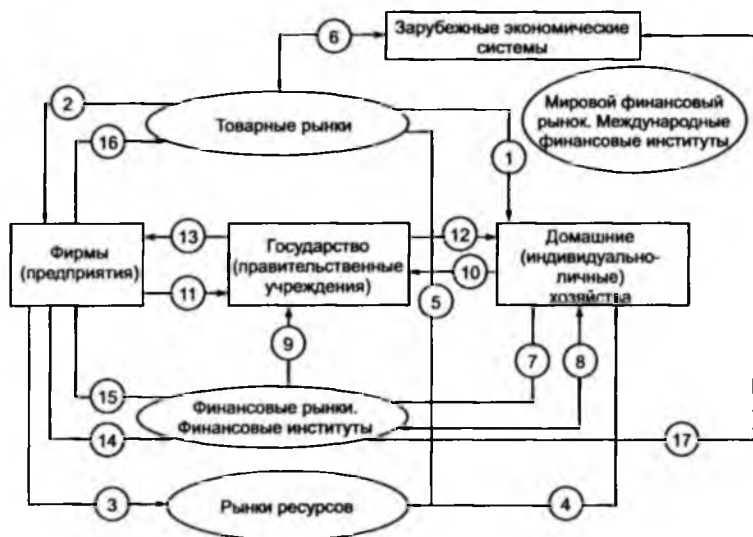 6
Зарубежные экономические
системы
2
Товарные рынки
Мировой финансовый
рынок. Международные
финансовые институты
16
1
Фирмы
(предприятия)
13
Государство
(правительственные
учреждения)
12
Домашние
(индивидуально-
личные)
хозяйства
11
10
5
9
7
8
15
Финансовые рынки.
Финансовые институты
14
17
3
Рынки ресурсов
4